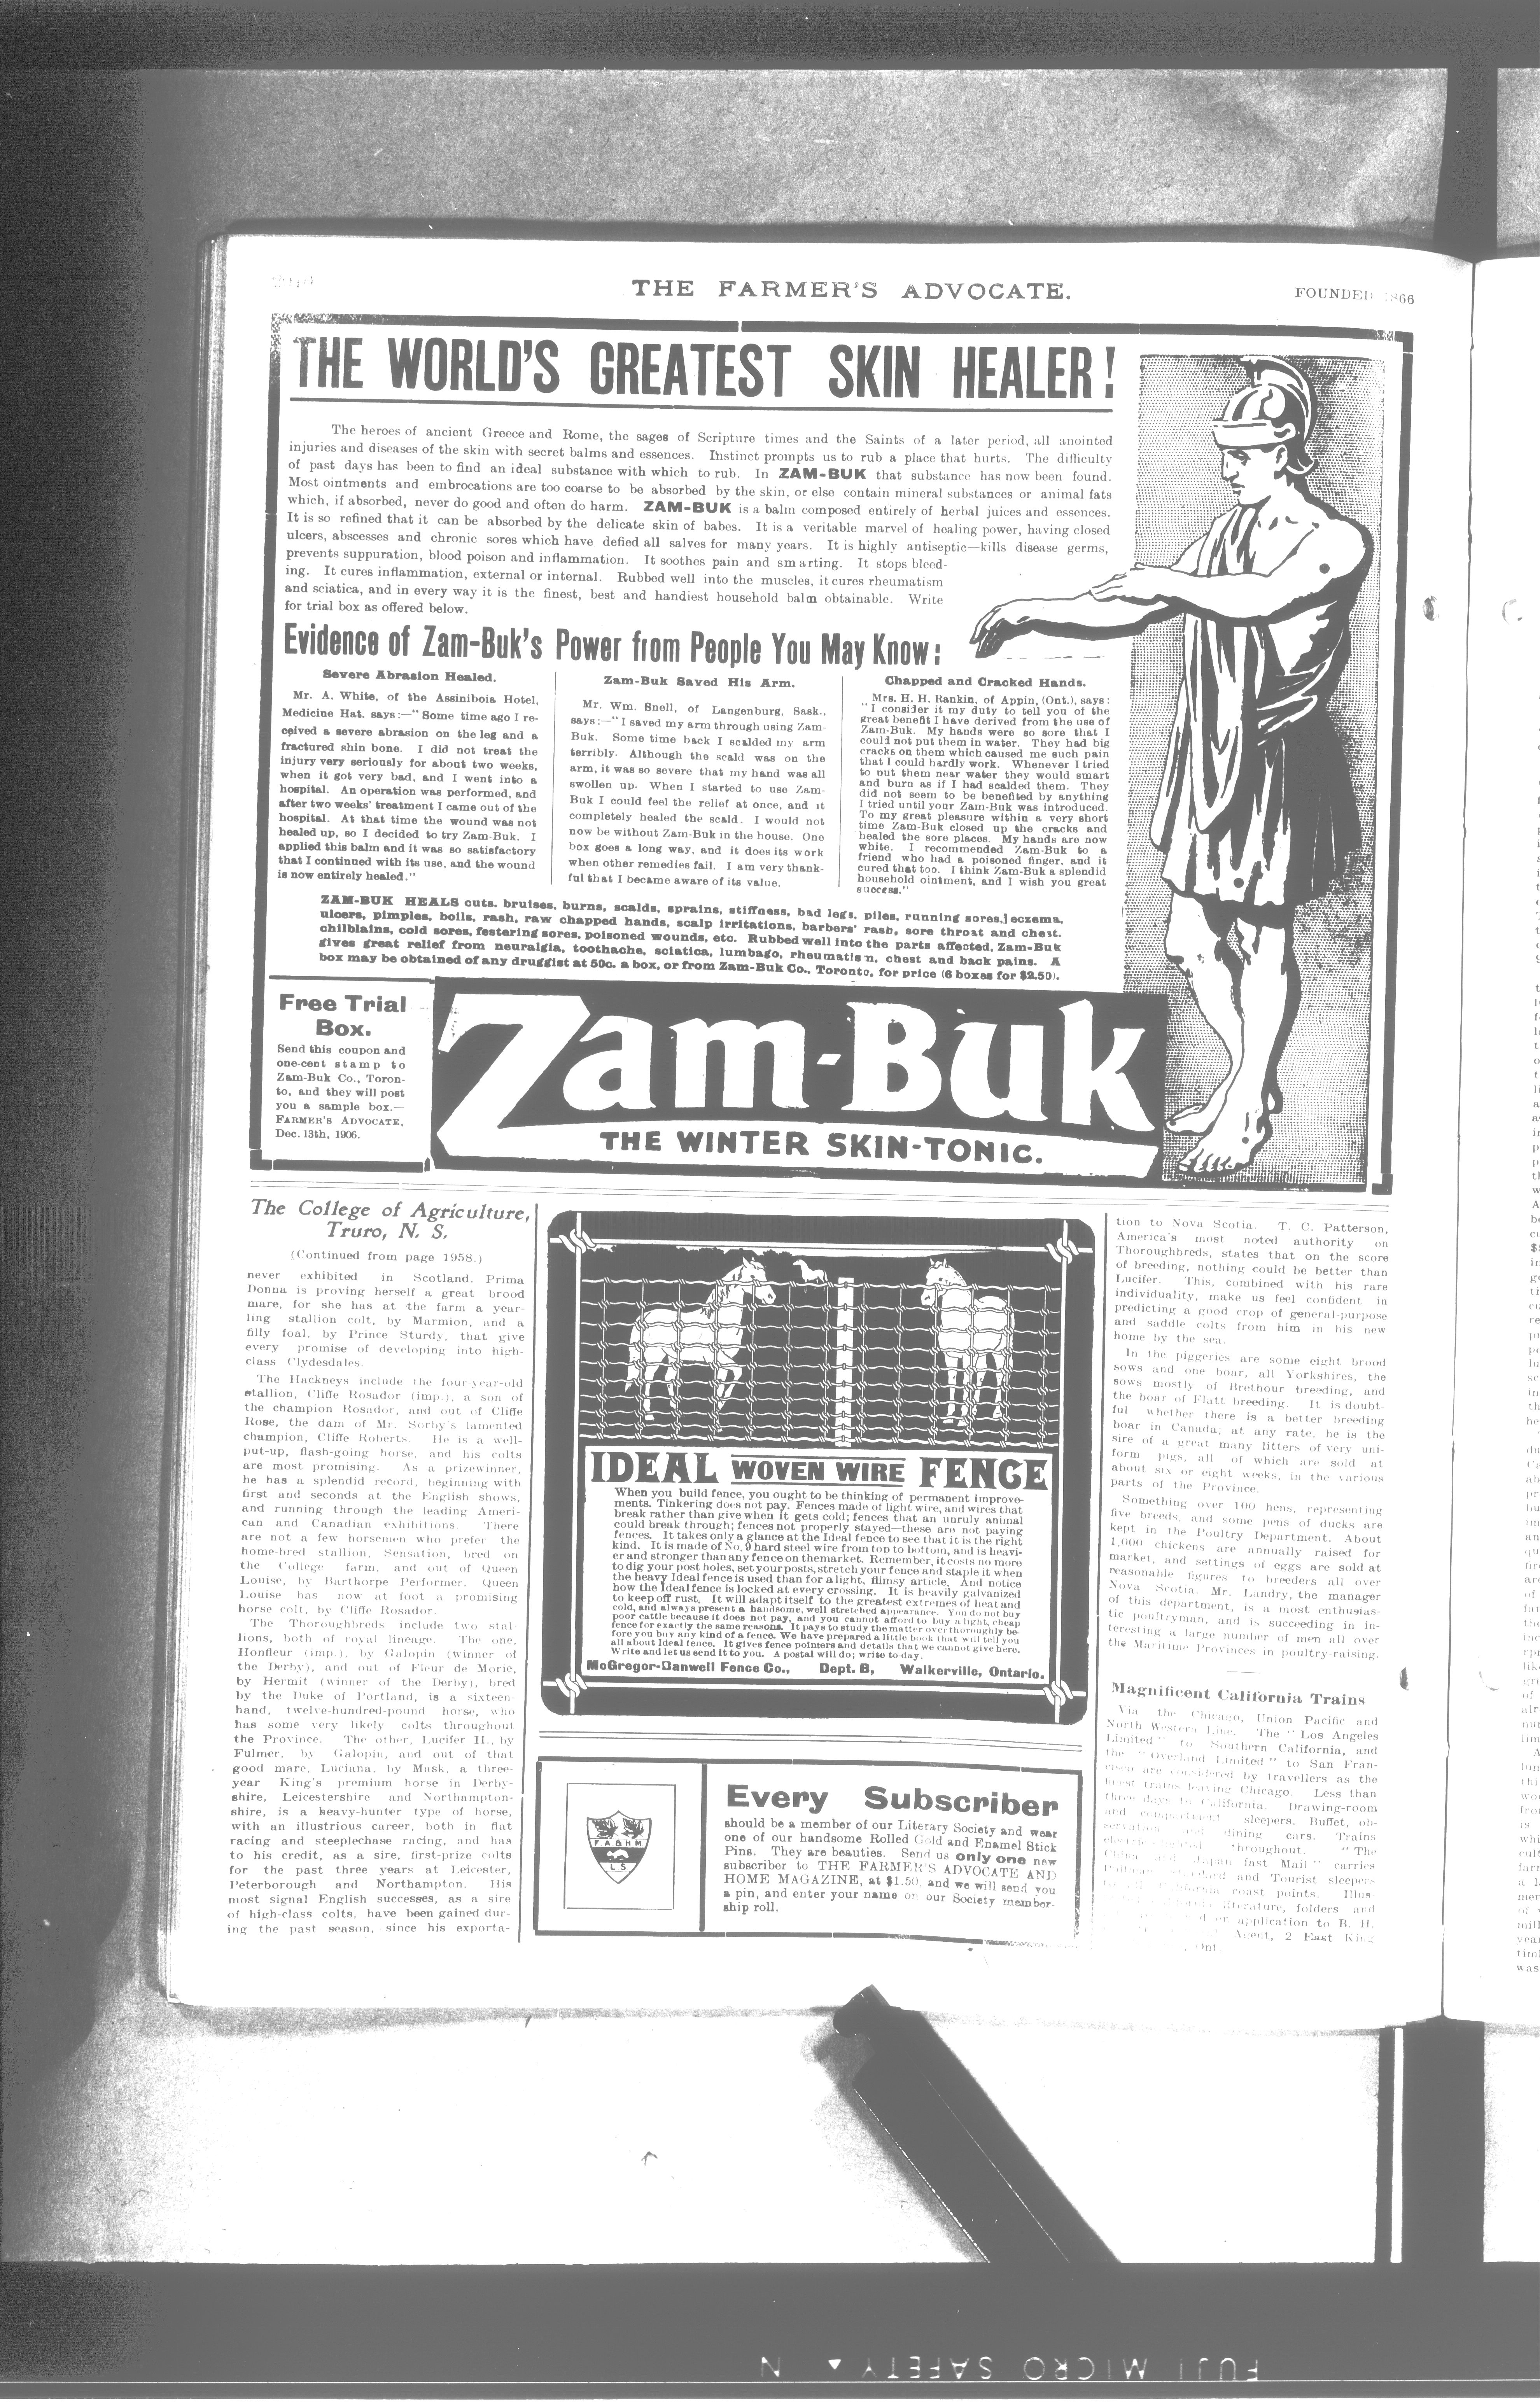 THE FARMER'S ADVOCATE.
FOUNDED 1866
THE WORLD'S GREATEST SKIN HEALER!
The heroes of ancient Greece and Rome, the sages of Scripture times and the Saints of a later period, all anointed
injuries and diseases of the skin with secret balms and essences. Instinct prompts us to rub a place that hurts. The difficulty
of past days has been to find an ideal substance with which to rub. In ZAM-BUK that substance has now been found.
Most ointments and embrocations are too coarse to be absorbed by the skin, or else contain mineral substances or animal fats
which, if absorbed, never do good and often do harm. ZAM-BUK is a balm composed entirely of herbal juices and essences.
It is so refined that it can be absorbed by the delicate skin of babes. It is a veritable marvel of healing power, having closed
ulcers, abscesses and chronic sores which have defied all salves for many years. It is highly antiseptic—kills disease germs,
prevents suppuration, blood poison and inflammation. It soothes pain and smarting. It stops bleed-
ing. It cures inflammation, external or internal. Rubbed well into the muscles, it cures rheumatism
and sciatica, and in every way it is the finest, best and handiest household balm obtainable. Write
for trial box as offered below.
Evidence of Zam-Buk's Power from People You May Know:
Severe Abrasion Healed.
Mr. A. White, of the Assiniboia Hotel,
Medicine Hat, says:—"Some time ago I re-
ceived a severe abrasion on the leg and a
fractured shin bone. I did not treat the
injury very seriously for about two weeks,
when it got very bad, and I went into a
hospital. An operation was performed, and
after two weeks' treatment I came out of the
hospital. At that time the wound was not
healed up, so I decided to try Zam-Buk. I
applied this balm and it was so satisfactory
that I continued with its use, and the wound
is now entirely healed."
Zam-Buk Saved His Arm.
Mr. Wm. Snell, of Langenburg, Sask.,
says:—"I saved my arm through using Zam-
Buk. Some time back I scalded my arm
terribly. Although the scald was on the
arm, it was so severe that my hand was all
swollen up. When I started to use Zam-
Buk I could feel the relief at once, and it
completely healed the scald. I would not
now be without Zam-Buk in the house. One
box goes a long way, and it does its work
when other remedies fail. I am very thank-
ful that I became aware of its value.
Chapped and Cracked Hands.
Mrs. H. H. Rankin, of Appin, (Ont.), says:
"I consider it my duty to tell you of the
great benefit I have derived from the use of
Zam-Buk. My hands were so sore that I
could not put them in water. They had big
cracks on them which caused me such pain
that I could hardly work. Whenever I tried
to put them near water they would smart
and burn as if I had scalded them. They
did not seem to be benefited by anything
I tried until your Zam-Buk was introduced.
To my great pleasure within a very short
time Zam-Buk closed up the cracks and
healed the sore places. My hands are now
white. I recommended Zam-Buk to a
friend who had a poisoned finger, and it
cured that too. I think Zam-Buk a splendid
household ointment, and I wish you great
success."
ZAM-BUK HEALS cuts, bruises, burns, scalds, sprains, stiffness, bad legs, piles, running sores, eczema,
ulcers, pimples, boils, rash, raw chapped hands, scalp irritations, barbers' rash, sore throat and chest,
chilblains, cold sores, festering sores, poisoned wounds, etc. Rubbed well into the parts affected, Zam-Buk
gives great relief from neuralgia, toothache, sciatica, lumbago, rheumatism, chest and back pains. A
box may be obtained of any druggist at 50c. a box, or from Zam-Buk Co., Toronto, for price (6 boxes for $2.50).
Free Trial
Box.
Send this coupon and
one-cent stamp to
Zam-Buk Co., Toron-
to, and they will post
you a sample box.—
FARMER'S ADVOCATE,
Dec. 13th, 1906.
Zam-Buk
THE WINTER SKIN-TONIC.
The College of Agriculture,
Truro, N. S.
(Continued from page 1958.)
never exhibited in Scotland. Prima
Donna is proving herself a great brood
mare, for she has at the farm a year-
ling stallion colt, by Marmion, and a
filly foal, by Prince Sturdy, that give
every promise of developing into high-
class Clydesdales.
The Hackneys include the four-year-old
stallion, Cliffe Rosador (imp.), a son of
the champion Rosador, and out of Cliffe
Rose, the dam of Mr. Sorby's lamented
champion, Cliffe Roberts. He is a well-
put-up, flash-going horse, and his colts
are most promising. As a prizewinner,
he has a splendid record, beginning with
first and seconds at the English shows,
and running through the leading Ameri-
can and Canadian exhibitions. There
are not a few horsemen who prefer the
home-bred stallion, Sensation, bred on
the College farm, and out of Queen
Louise, by Barthorpe Performer. Queen
Louise has now at foot a promising
horse colt, by Cliffe Rosador.
The Thoroughbreds include two stal-
lions, both of royal lineage. The one,
Honfleur (imp.), by Galopin (winner of
the Derby), and out of Fleur de Morie,
by Hermit (winner of the Derby), bred
by the Duke of Portland, is a sixteen-
hand, twelve-hundred-pound horse, who
has some very likely colts throughout
the Province. The other, Lucifer II., by
Fulmer, by Galopin, and out of that
good mare, Luciana, by Mask, a three-
year King's premium horse in Derby-
shire, Leicestershire and Northampton-
shire, is a heavy-hunter type of horse,
with an illustrious career, both in flat
racing and steeplechase racing, and has
to his credit, as a sire, first-prize colts
for the past three years at Leicester,
Peterborough and Northampton. His
most signal English successes, as a sire
of high-class colts, have been gained dur-
ing the past season, since his exporta-
IDEAL WOVEN WIRE FENCE
When you build fence, you ought to be thinking of permanent improve-
ments. Tinkering does not pay. Fences made of light wire, and wires that
break rather than give when it gets cold; fences that an unruly animal
could break through; fences not properly stayed—these are not paying
fences. It takes only a glance at the Ideal fence to see that it is the right
kind. It is made of No. 9 hard steel wire from top to bottom, and is heavi-
er and stronger than any fence on the market. Remember, it costs no more
to dig your post holes, set your posts, stretch your fence and staple it when
the heavy Ideal fence is used than for a light, flimsy article. And notice
how the Ideal fence is locked at every crossing. It is heavily galvanized
to keep off rust. It will adapt itself to the greatest extremes of heat and
cold, and always present a handsome, well stretched appearance. You do not buy
poor cattle because it does not pay, and you cannot afford to buy a light, cheap
fence for exactly the same reasons. It pays to study the matter over thoroughly be-
fore you buy any kind of a fence. We have prepared a little book that will tell you
all about Ideal fence. It gives fence pointers and details that we cannot give here.
Write and let us send it to you. A postal will do; write to-day.
McGregor-Banwell Fence Co., Dept. B, Walkerville, Ontario.
F A & H M
L S
Every Subscriber
should be a member of our Literary Society and wear
one of our handsome Rolled Gold and Enamel Stick
Pins. They are beauties. Send us only one new
subscriber to THE FARMER'S ADVOCATE AND
HOME MAGAZINE, at $1.50, and we will send you
a pin, and enter your name on our Society member-
ship roll.
tion to Nova Scotia. T. C. Patterson,
America's most noted authority on
Thoroughbreds, states that on the score
of breeding, nothing could be better than
Lucifer. This, combined with his rare
individuality, make us feel confident in
predicting a good crop of general-purpose
and saddle colts from him in his new
home by the sea.
In the piggeries are some eight brood
sows and one boar, all Yorkshires, the
sows mostly of Brethour breeding, and
the boar of Flatt breeding. It is doubt-
ful whether there is a better breeding
boar in Canada; at any rate, he is the
sire of a great many litters of very uni-
form pigs, all of which are sold at
about six or eight weeks, in the various
parts of the Province.
Something over 100 hens, representing
five breeds, and some pens of ducks are
kept in the Poultry Department. About
1,000 chickens are annually raised for
market, and settings of eggs are sold at
reasonable figures to breeders all over
Nova Scotia. Mr. Landry, the manager
of this department, is a most enthusias-
tic poultryman, and is succeeding in in-
teresting a large number of men all over
the Maritime Provinces in poultry-raising.
Magnificent California Trains
Via the Chicago, Union Pacific and
North Western Line. The "Los Angeles
Limited" to Southern California, and
the "Overland Limited" to San Fran-
cisco are considered by travellers as the
finest trains leaving Chicago. Less than
three days to California. Drawing-room
and compartment sleepers. Buffet, ob-
servation and dining cars. Trains
electric lighted throughout. "The
China and Japan fast Mail" carries
Pullman Standard and Tourist sleepers
California coast points. Illus
literature, folders and
on application to B. H.
Agent, 2 East King
Ont.
FUJI MICRO SAFETY ▲ N